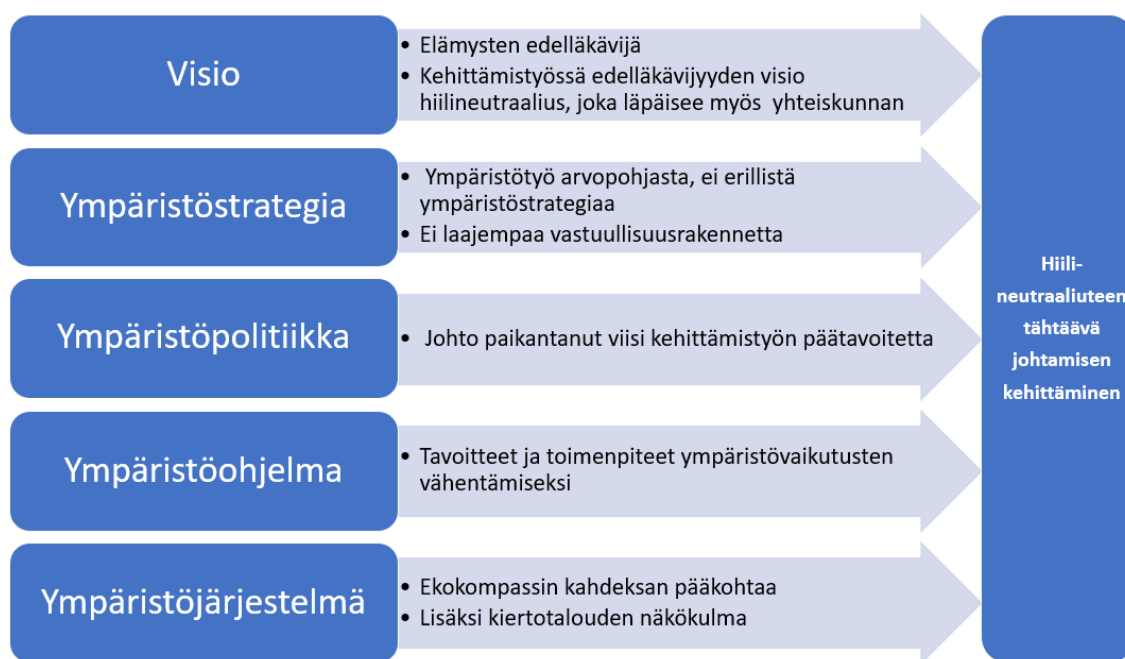 Visio
• Elämysten edelläkävijä
• Kehittämistyössä edelläkävijyyden visio
hiilineutraalius, joka läpäisee myös yhteiskunnan
Ympäristöstrategia
• Ympäristötyö arvopohjasta, ei erillistä
ympäristöstrategiaa
• Ei laajempaa vastuullisuusrakennetta
Ympäristöpolitiikka
• Johto paikantanut viisi kehittämistyön päätavoitetta
Ympäristöohjelma
• Tavoitteet ja toimenpiteet ympäristövaikutusten
vähentämiseksi
Ympäristöjärjestelmä
• Ekokompassin kahdeksan pääkohtaa
• Lisäksi kiertotalouden näkökulma
Hiili-
neutraaliuteen
tähtäävä
johtamisen
kehittäminen